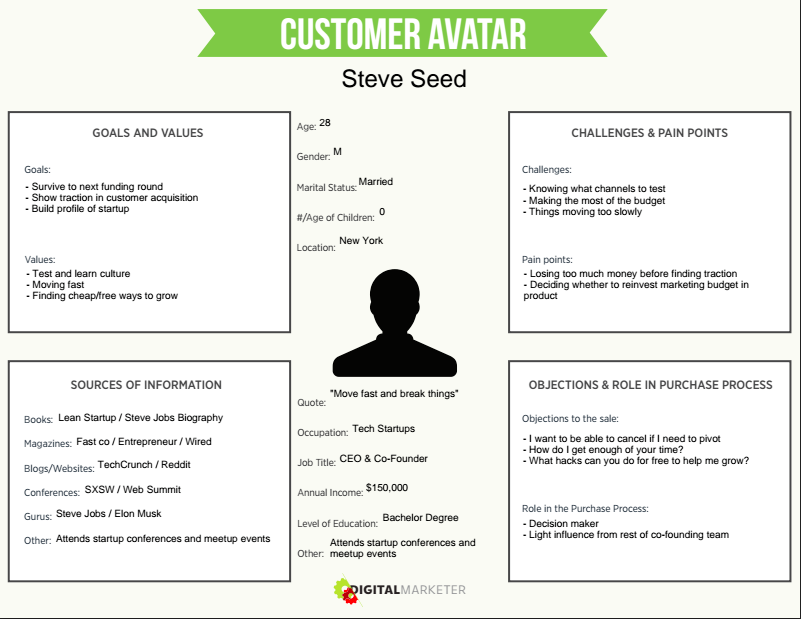 CUSTOMER AVATAR
Steve Seed
GOALS AND VALUES
Goals:
- Survive to next funding round
- Show traction in customer acquisition
- Build profile of startup
Values:
- Test and learn culture
- Moving fast
- Finding cheap/free ways to grow
Age: 28
Gender: M
Marital Status: Married
#/Age of Children: 0
Location: New York
CHALLENGES & PAIN POINTS
Challenges:
- Knowing what channels to test
- Making the most of the budget
- Things moving too slowly
Pain points:
- Losing too much money before finding traction
- Deciding whether to reinvest marketing budget in
product
SOURCES OF INFORMATION
Books: Lean Startup / Steve Jobs Biography
Magazines: Fast co / Entrepreneur / Wired
Blogs/Websites: TechCrunch / Reddit
Conferences: SXSW / Web Summit
Gurus: Steve Jobs / Elon Musk
Other: Attends startup conferences and meetup events
Quote: "Move fast and break things"
Occupation: Tech Startups
Job Title: CEO & Co-Founder
Annual Income: $150,000
Level of Education: Bachelor Degree
Other: Attends startup conferences and
meetup events
OBJECTIONS & ROLE IN PURCHASE PROCESS
Objections to the sale:
- I want to be able to cancel if I need to pivot
- How do I get enough of your time?
- What hacks can you do for free to help me grow?
Role in the Purchase Process:
- Decision maker
- Light influence from rest of co-founding team
DIGITALMARKETER